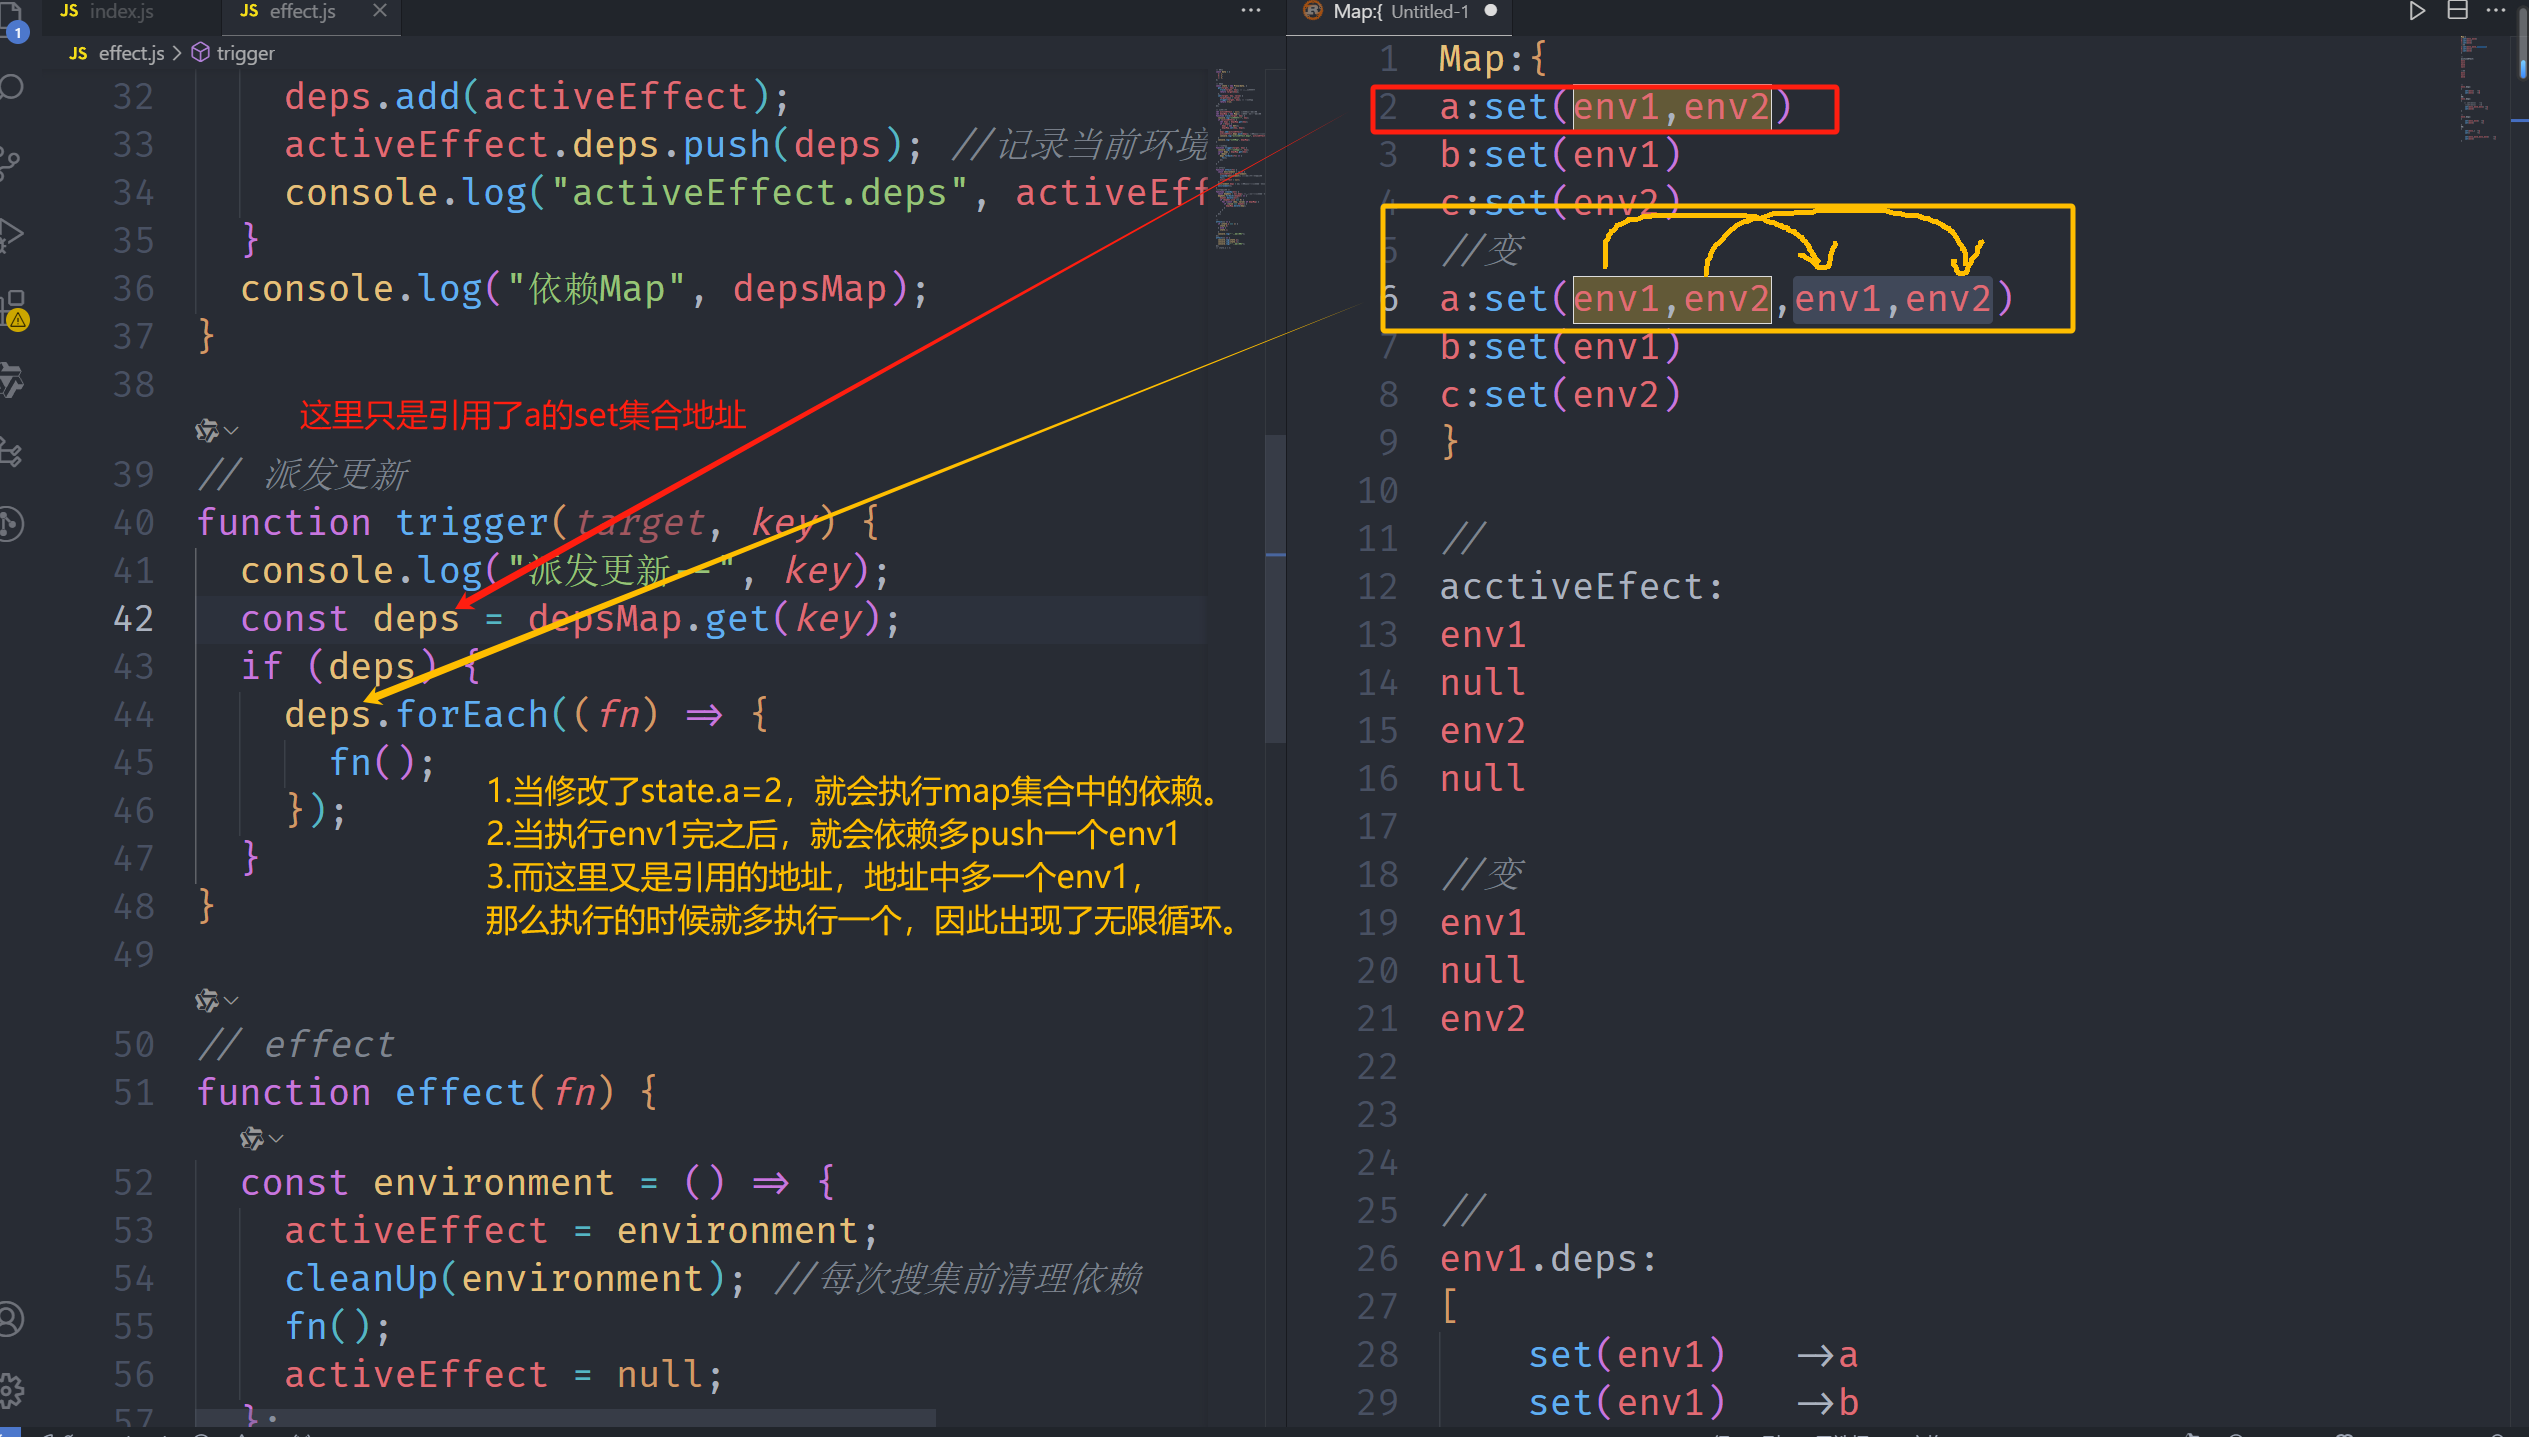 JS index.js
JS effect.js
JS effect.js > trigger
32 deps.add(activeEffect);
33 activeEffect.deps.push(deps); //记录当前环境
34 console.log("activeEffect.deps", activeEff
35 }
36 console.log("依赖Map", depsMap);
37 }
38
这里只是引用了a的set集合地址
39 // 派发更新
40 function trigger(target, key) {
41 console.log("派发更新--", key);
42 const deps = depsMap.get(key);
43 if (deps) {
44 deps.forEach((fn) => {
45 fn();
46 });
47 }
48 }
49
1.当修改了state.a=2，就会执行map集合中的依赖。
2.当执行env1完之后，就会依赖多push一个env1
3.而这里又是引用的地址，地址中多一个env1，
那么执行的时候就多执行一个，因此出现了无限循环。
50 // effect
51 function effect(fn) {
52 const environment = () => {
53 activeEffect = environment;
54 cleanUp(environment); //每次搜集前清理依赖
55 fn();
56 activeEffect = null;
57 };
1
Map:{ Untitled-1
1 Map:{
2 a:set(env1,env2)
3 b:set(env1)
4 c:set(env2)
5 //变
6 a:set(env1,env2,env1,env2)
7 b:set(env1)
8 c:set(env2)
9 }
10
11 //
12 acctiveEfect:
13 env1
14 null
15 env2
16 null
17
18 //变
19 env1
20 null
21 env2
22
23
24
25 //
26 env1.deps:
27 [
28 set(env1) →a
29 set(env1) →b